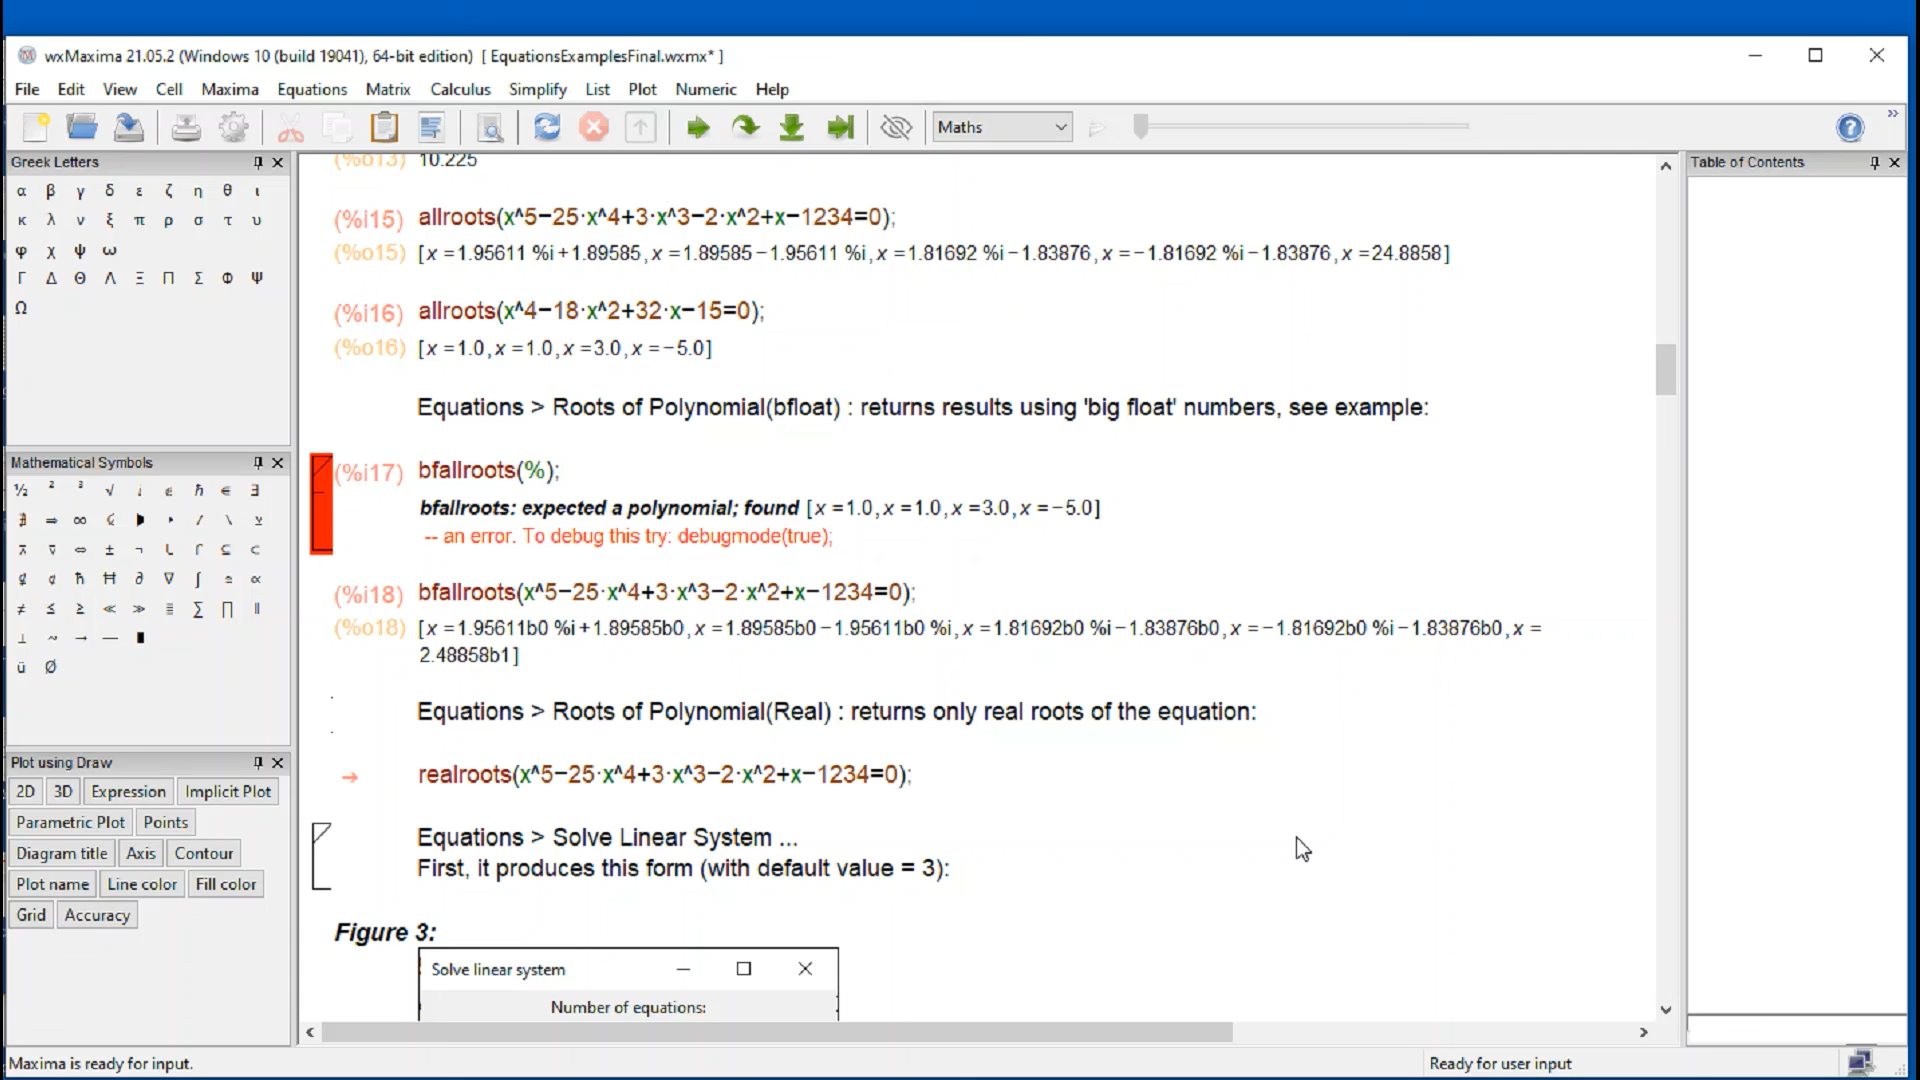 wxMaxima 21.05.2 (Windows 10 (build 19041), 64-bit edition) [ EquationsExamplesFinal.wxmx* ]
File Edit View Cell Maxima Equations Matrix Calculus Simplify List Plot Numeric Help
Maths
Greek Letters
α β γ δ ε ζ η θ ι
κ λ ν ξ π ρ σ τ υ
φ χ ψ ω
Γ Δ Θ Λ Ξ Π Σ Φ Ψ
Ω
Mathematical Symbols
½ ² ³ √ ⅈ ⅇ ℏ ∈ ∃
∄ ⇒ ∞
⇔ ± ¬ ⊆ ⊂
ħ Ħ ∂ ∇ ∫ ∝
≠ ≤ ≥ ≪ ≫ ∑ ∏ ∥
⊥ → — ∎
ü Ø
Plot using Draw
2D 3D Expression Implicit Plot
Parametric Plot Points
Diagram title Axis Contour
Plot name Line color Fill color
Grid Accuracy
(%o13) 10.225
(%i15) allroots(x^5−25·x^4+3·x^3−2·x^2+x−1234=0);
(%o15) [x=1.95611 %i+1.89585,x=1.89585−1.95611 %i,x=1.81692 %i−1.83876,x=−1.81692 %i−1.83876,x=24.8858]
(%i16) allroots(x^4−18·x^2+32·x−15=0);
(%o16) [x=1.0,x=1.0,x=3.0,x=−5.0]
Equations > Roots of Polynomial(bfloat) : returns results using 'big float' numbers, see example:
(%i17) bfallroots(%);
bfallroots: expected a polynomial; found [x=1.0,x=1.0,x=3.0,x=−5.0]
-- an error. To debug this try: debugmode(true);
(%i18) bfallroots(x^5−25·x^4+3·x^3−2·x^2+x−1234=0);
(%o18) [x=1.95611b0 %i+1.89585b0,x=1.89585b0−1.95611b0 %i,x=1.81692b0 %i−1.83876b0,x=−1.81692b0 %i−1.83876b0,x=
2.48858b1]
Equations > Roots of Polynomial(Real) : returns only real roots of the equation:
realroots(x^5−25·x^4+3·x^3−2·x^2+x−1234=0);
Equations > Solve Linear System ...
First, it produces this form (with default value = 3):
Figure 3:
Solve linear system
Number of equations:
Table of Contents
Maxima is ready for input.
Ready for user input